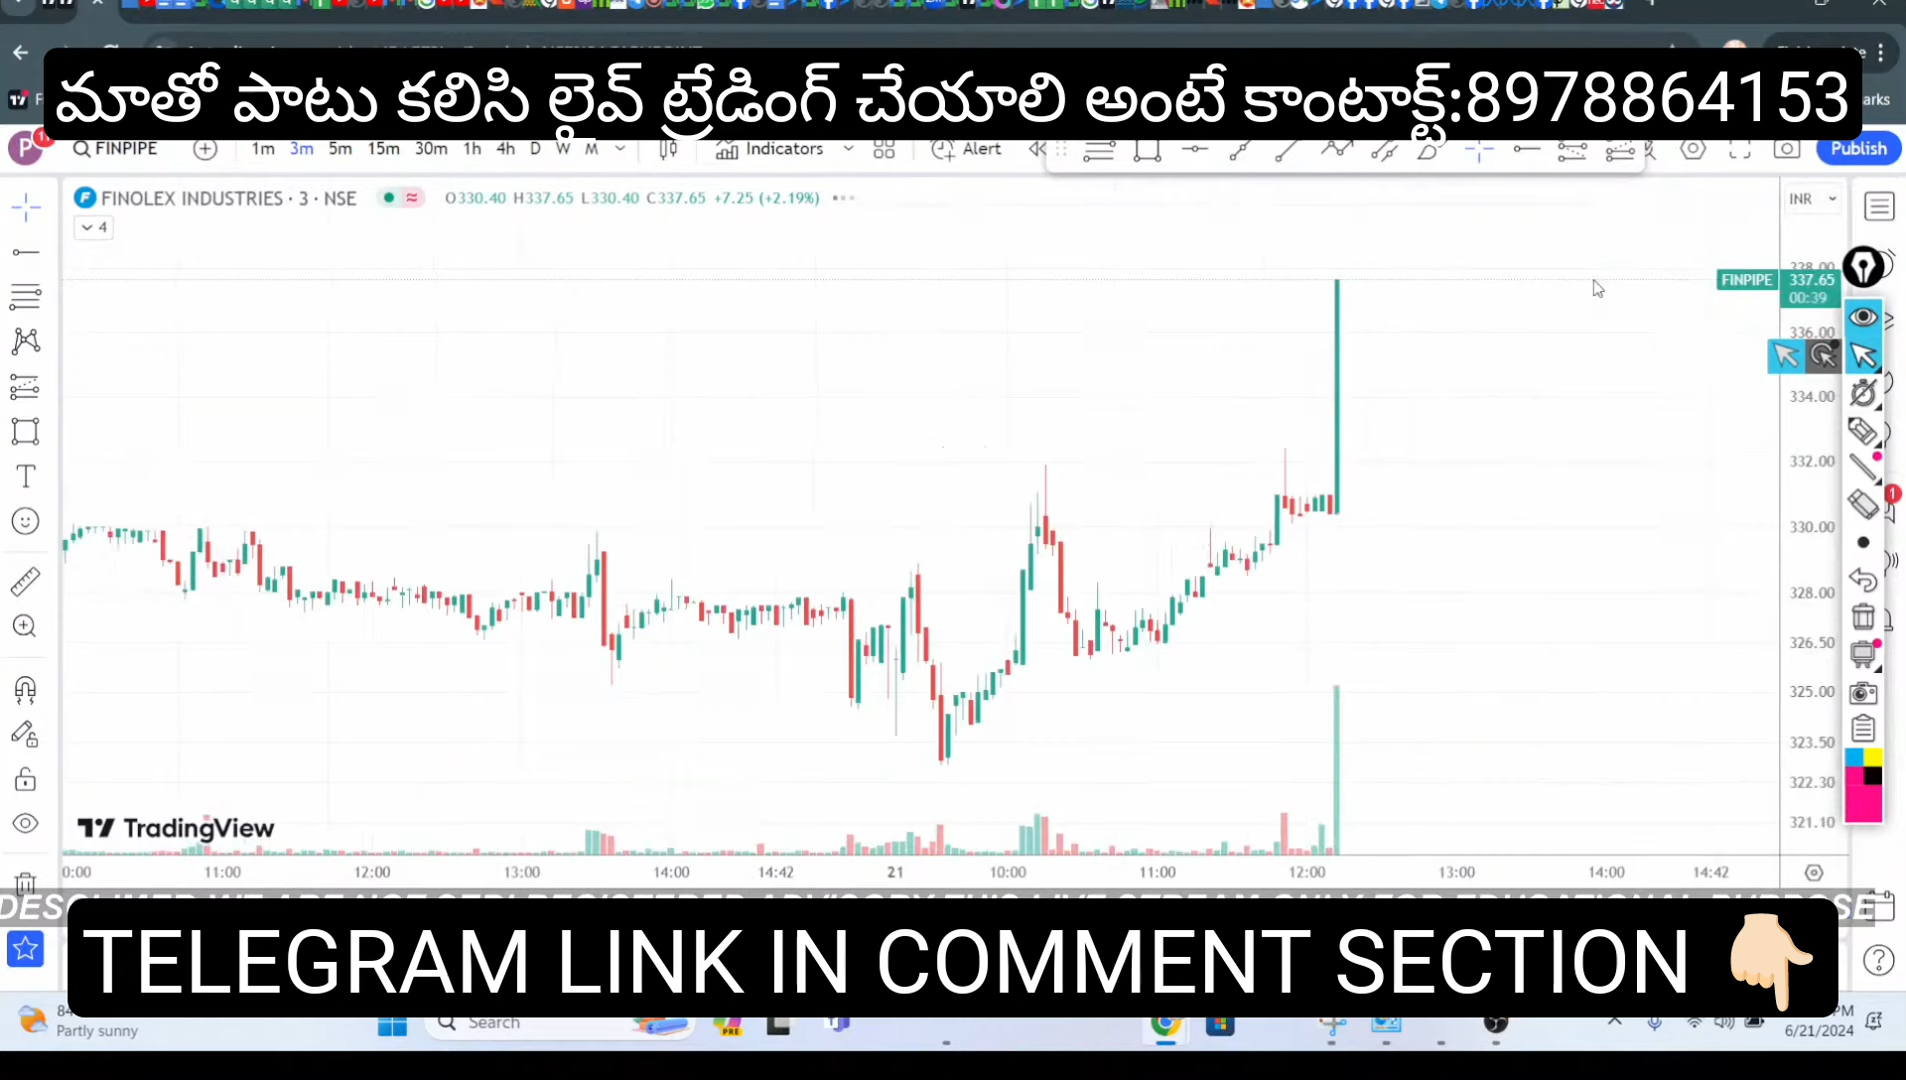 మాతో పాటు కలిసి లైవ్ ట్రేడింగ్ చేయాలి అంటే కాంటాక్ట్:8978864153
P FINPIPE 1m 3m 5m 15m 30m 1h 4h D W M Indicators Alert Publish
FINOLEX INDUSTRIES · 3 · NSE O330.40 H337.65 L330.40 C337.65 +7.25 (+2.19%) INR
4
338.00
FINPIPE 337.65
00:39
336.00
334.00
332.00
330.00
328.00
326.50
325.00
323.50
322.30
321.10
TradingView
11:00 12:00 13:00 14:00 14:42 21 10:00 11:00 12:00 13:00 14:00 14:42
TELEGRAM LINK IN COMMENT SECTION 👇🏻
Partly sunny
Search
PRE
6/21/2024